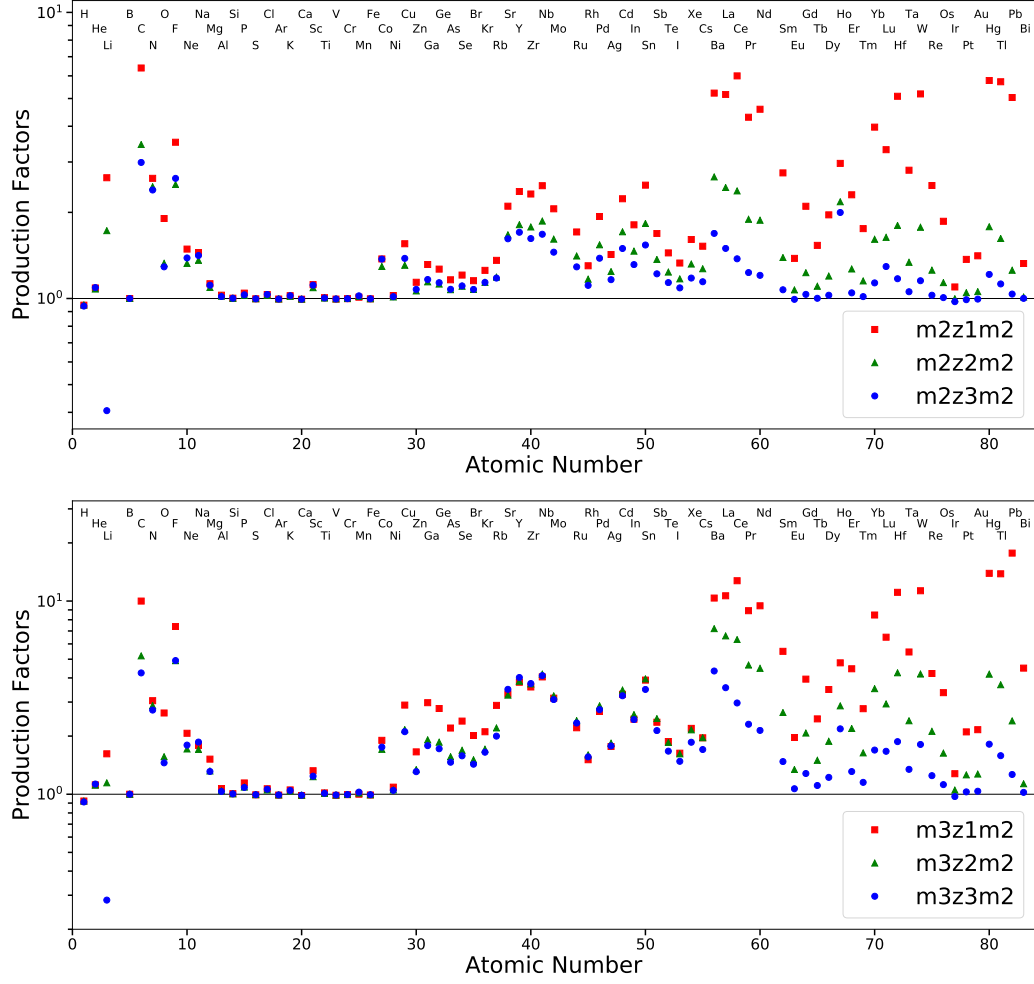 10¹
H B O Na Si Cl Ca V Fe Cu Ge Br Sr Nb Rh Cd Sb Xe La Nd Gd Ho Yb Ta Os Au Pb
He C F Mg P Ar Sc Cr Co Zn As Kr Y Mo Pd In Te Cs Ce Sm Tb Er Lu W Ir Hg Bi
Li N Ne Al S K Ti Mn Ni Ga Se Rb Zr Ru Ag Sn I Ba Pr Eu Dy Tm Hf Re Pt Tl
Production Factors
10⁰
m2z1m2
m2z2m2
m2z3m2
0 10 20 30 40 50 60 70 80
Atomic Number
H B O Na Si Cl Ca V Fe Cu Ge Br Sr Nb Rh Cd Sb Xe La Nd Gd Ho Yb Ta Os Au Pb
He C F Mg P Ar Sc Cr Co Zn As Kr Y Mo Pd In Te Cs Ce Sm Tb Er Lu W Ir Hg Bi
Li N Ne Al S K Ti Mn Ni Ga Se Rb Zr Ru Ag Sn I Ba Pr Eu Dy Tm Hf Re Pt Tl
Production Factors
10¹
10⁰
m3z1m2
m3z2m2
m3z3m2
0 10 20 30 40 50 60 70 80
Atomic Number